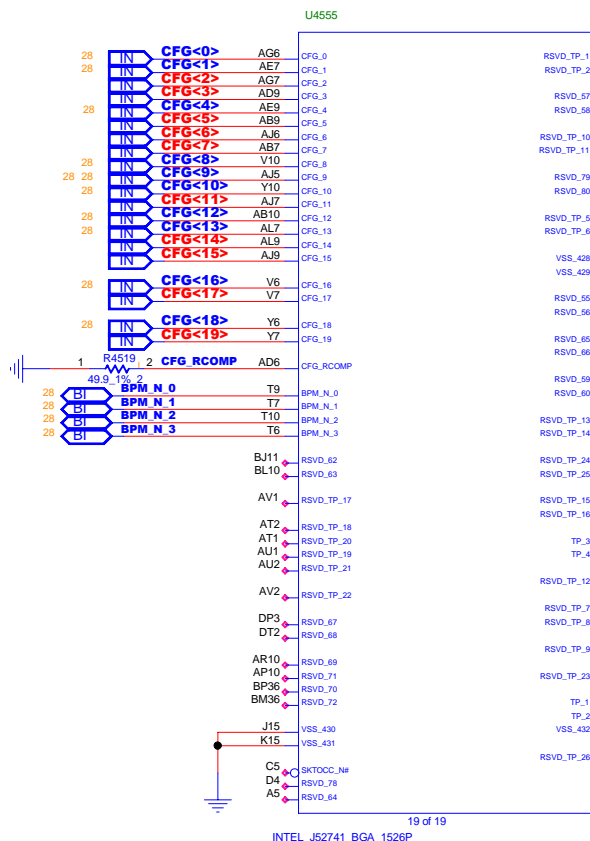 U4555
28 IN CFG<0> AG6 CFG_0 RSVD_TP_1
28 IN CFG<1> AE7 CFG_1 RSVD_TP_2
IN CFG<2> AG7 CFG_2
IN CFG<3> AD9 CFG_3 RSVD_57
28 IN CFG<4> AE9 CFG_4 RSVD_58
IN CFG<5> AB9 CFG_5
IN CFG<6> AJ6 CFG_6 RSVD_TP_10
IN CFG<7> AB7 CFG_7 RSVD_TP_11
28 IN CFG<8> V10 CFG_8
28 28 IN CFG<9> AJ5 CFG_9 RSVD_79
28 IN CFG<10> Y10 CFG_10 RSVD_80
IN CFG<11> AJ7 CFG_11
28 IN CFG<12> AB10 CFG_12 RSVD_TP_5
28 IN CFG<13> AL7 CFG_13 RSVD_TP_6
IN CFG<14> AL9 CFG_14
IN CFG<15> AJ9 CFG_15 VSS_428
VSS_429
28 IN CFG<16> V6 CFG_16
IN CFG<17> V7 CFG_17 RSVD_55
RSVD_56
28 IN CFG<18> Y6 CFG_18
IN CFG<19> Y7 CFG_19 RSVD_65
RSVD_66
R4519
1 2 CFG_RCOMP AD6 CFG_RCOMP
49.9_1% 2 RSVD_59
28 BI BPM_N_0 T9 BPM_N_0 RSVD_60
28 BI BPM_N_1 T7 BPM_N_1
28 BI BPM_N_2 T10 BPM_N_2 RSVD_TP_13
28 BI BPM_N_3 T6 BPM_N_3 RSVD_TP_14
BJ11 RSVD_62 RSVD_TP_24
BL10 RSVD_63 RSVD_TP_25
AV1 RSVD_TP_17 RSVD_TP_15
RSVD_TP_16
AT2 RSVD_TP_18
AT1 RSVD_TP_20 TP_3
AU1 RSVD_TP_19 TP_4
AU2 RSVD_TP_21
RSVD_TP_12
AV2 RSVD_TP_22
RSVD_TP_7
DP3 RSVD_67 RSVD_TP_8
DT2 RSVD_68
RSVD_TP_9
AR10 RSVD_69
AP10 RSVD_71 RSVD_TP_23
BP36 RSVD_70
BM36 RSVD_72 TP_1
TP_2
J15 VSS_430 VSS_432
K15 VSS_431
RSVD_TP_26
C5 SKTOCC_N#
D4 RSVD_78
A5 RSVD_64
19 of 19
INTEL_J52741_BGA_1526P